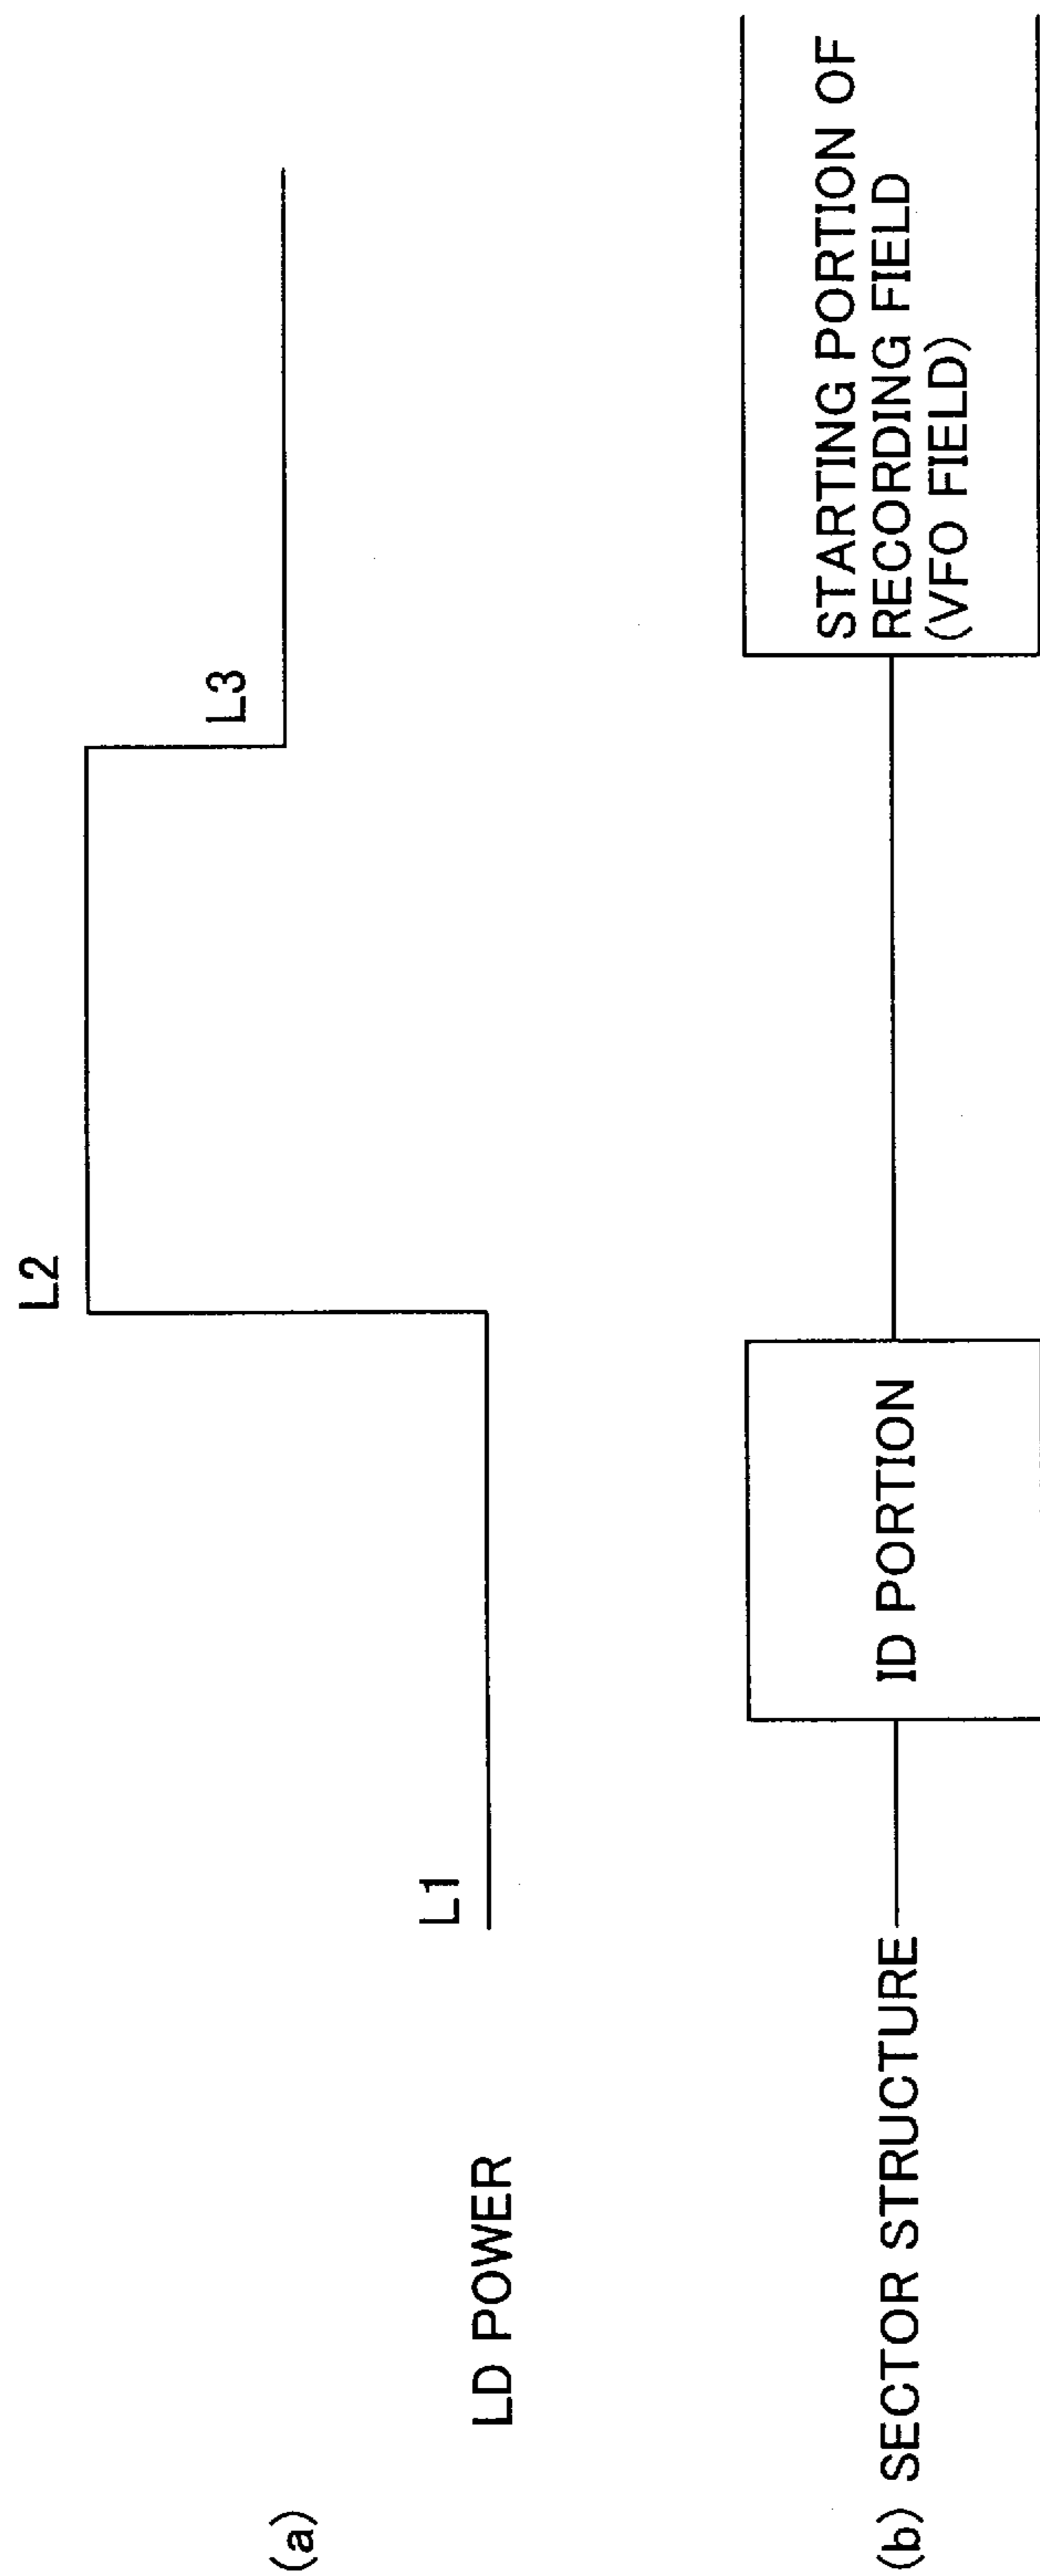 (a)
LD POWER
L1
L2
L3
(b) SECTOR STRUCTURE
ID PORTION
STARTING PORTION OF
RECORDING FIELD
(VFO FIELD)